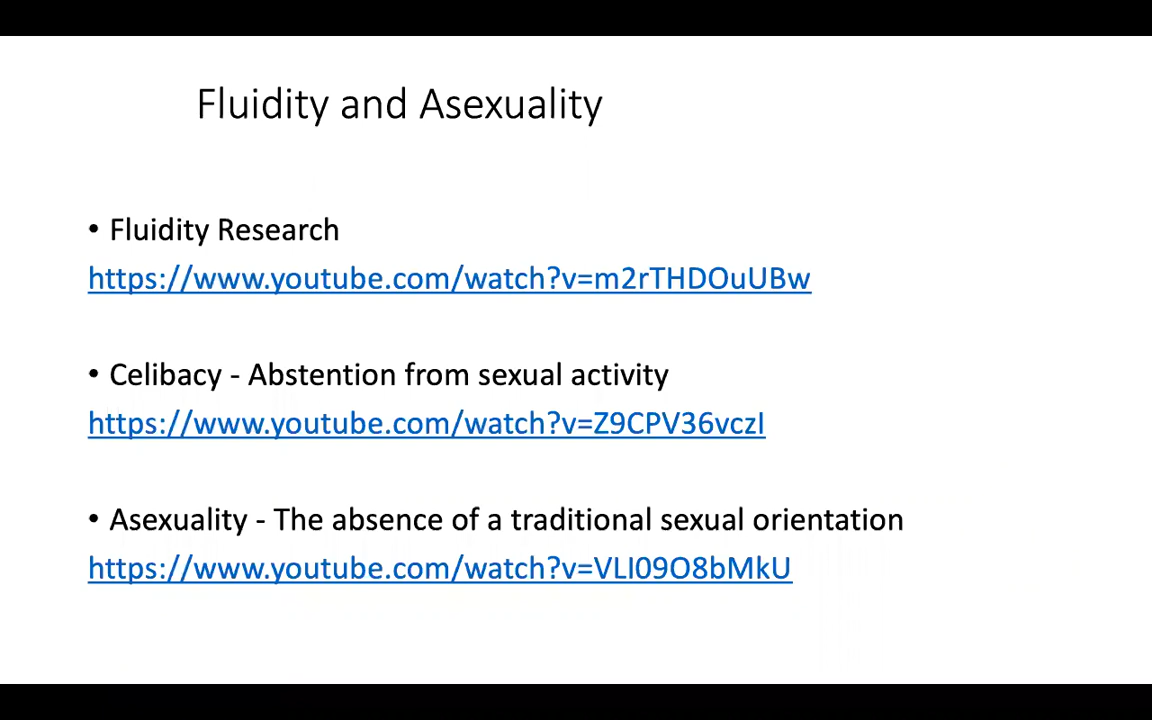 Fluidity and Asexuality
• Fluidity Research
https://www.youtube.com/watch?v=m2rTHDOuUBw
• Celibacy - Abstention from sexual activity
https://www.youtube.com/watch?v=Z9CPV36vczI
• Asexuality - The absence of a traditional sexual orientation
https://www.youtube.com/watch?v=VLI09O8bMkU